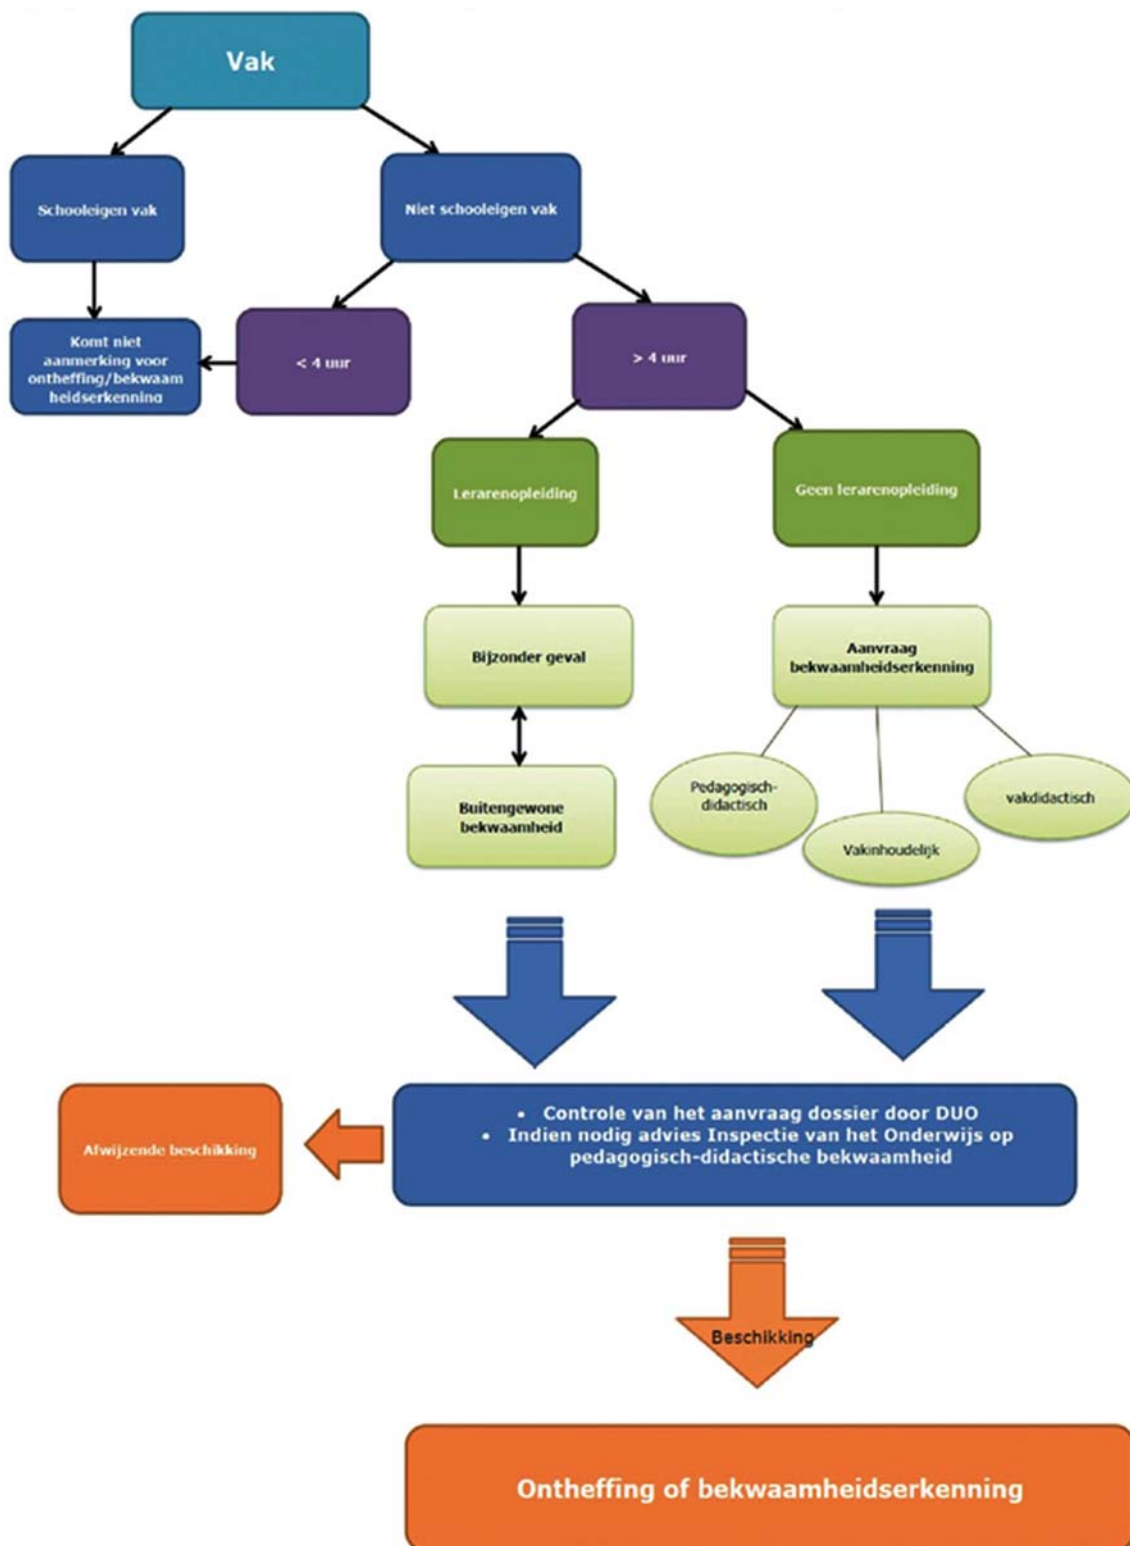 Vak
Schooleigen vak
Niet schooleigen vak
Komt niet
aanmerking voor
ontheffing/bekwaam
heidserkenning
< 4 uur
> 4 uur
Lerarenopleiding
Geen lerarenopleiding
Bijzonder geval
Aanvraag
bekwaamheidserkenning
Buitengewone
bekwaamheid
Pedagogisch-
didactisch
Vakinhoudelijk
vakdidactisch
• Controle van het aanvraag dossier door DUO
• Indien nodig advies Inspectie van het Onderwijs op
pedagogisch-didactische bekwaamheid
Afwijzende beschikking
Beschikking
Ontheffing of bekwaamheidserkenning